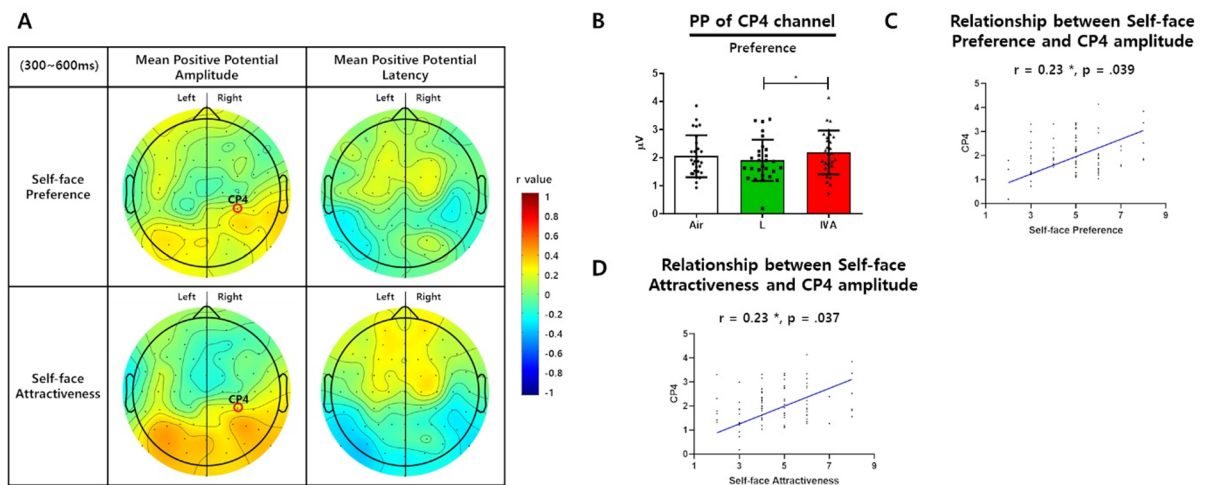 A
(300~600ms)
Mean Positive Potential
Amplitude
Mean Positive Potential
Latency
Self-face
Preference
Left Right
CP4
Left Right
r value
1
0.8
0.6
0.4
0.2
0
-0.2
-0.4
-0.6
-0.8
-1
Self-face
Attractiveness
Left Right
CP4
Left Right
B
PP of CP4 channel
Preference
*
μV
5
4
3
2
1
0
Air L IVA
C
Relationship between Self-face
Preference and CP4 amplitude
r = 0.23 *, p = .039
CP4
5
4
3
2
1
0
1 3 5 7 9
Self-face Preference
D
Relationship between Self-face
Attractiveness and CP4 amplitude
r = 0.23 *, p = .037
CP4
5
4
3
2
1
0
1 3 5 7 9
Self-face Attractiveness